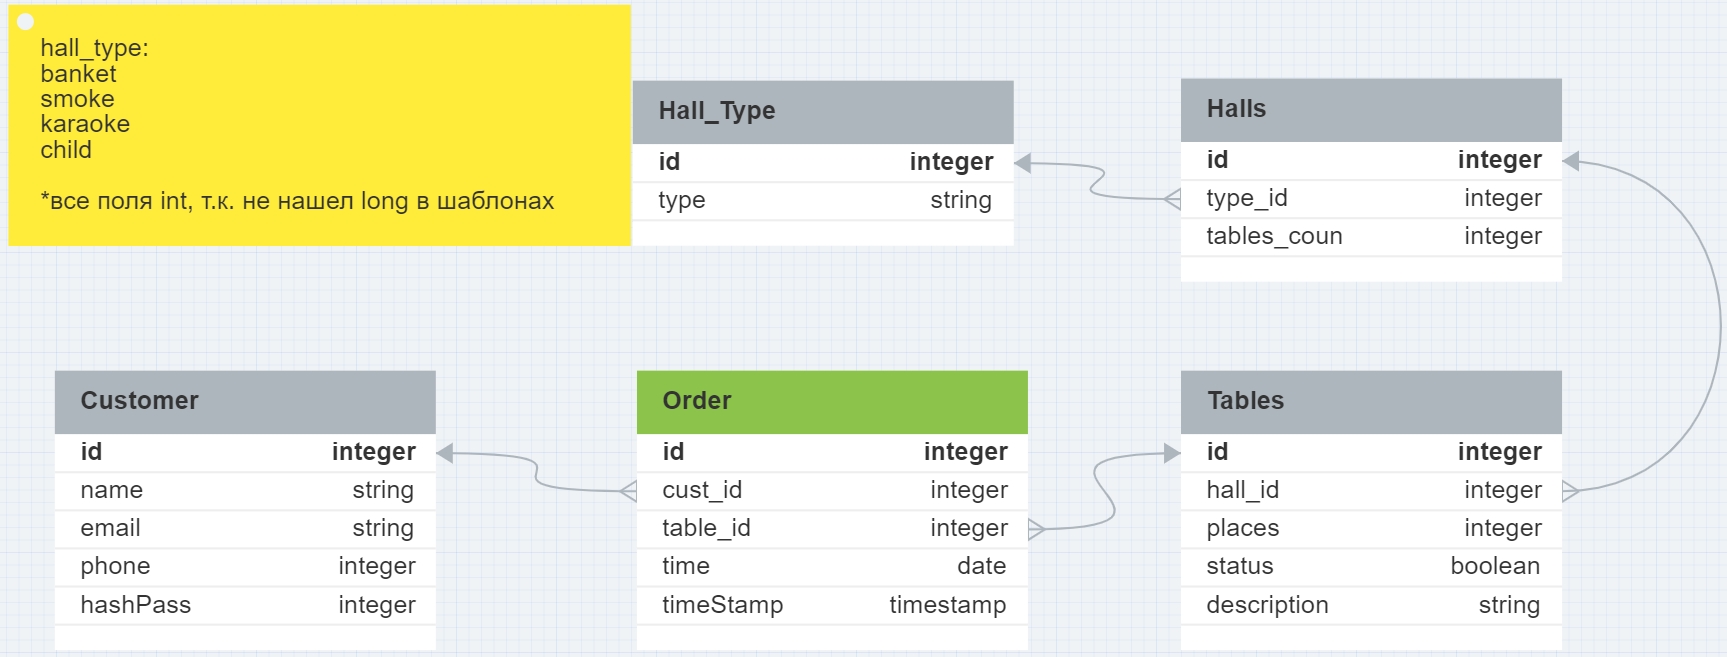 hall_type:
banket
smoke
karaoke
child
*все поля int, т.к. не нашел long в шаблонах
Hall_Type
id integer
type string
Halls
id integer
type_id integer
tables_coun integer
Customer
id integer
name string
email string
phone integer
hashPass integer
Order
id integer
cust_id integer
table_id integer
time date
timeStamp timestamp
Tables
id integer
hall_id integer
places integer
status boolean
description string